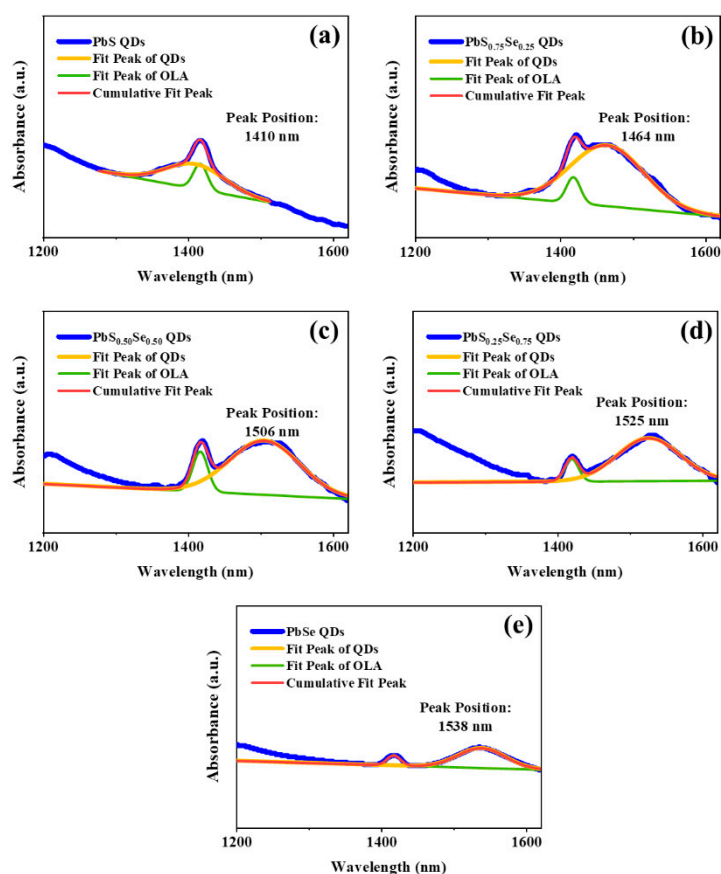 (a)
PbS QDs
Fit Peak of QDs
Fit Peak of OLA
Cumulative Fit Peak
Peak Position:
1410 nm
Absorbance (a.u.)
1200 1400 1600
Wavelength (nm)
(b)
PbS0.75Se0.25 QDs
Fit Peak of QDs
Fit Peak of OLA
Cumulative Fit Peak
Peak Position:
1464 nm
Absorbance (a.u.)
1200 1400 1600
Wavelength (nm)
(c)
PbS0.50Se0.50 QDs
Fit Peak of QDs
Fit Peak of OLA
Cumulative Fit Peak
Peak Position:
1506 nm
Absorbance (a.u.)
1200 1400 1600
Wavelength (nm)
(d)
PbS0.25Se0.75 QDs
Fit Peak of QDs
Fit Peak of OLA
Cumulative Fit Peak
Peak Position:
1525 nm
Absorbance (a.u.)
1200 1400 1600
Wavelength (nm)
(e)
PbSe QDs
Fit Peak of QDs
Fit Peak of OLA
Cumulative Fit Peak
Peak Position:
1538 nm
Absorbance (a.u.)
1200 1400 1600
Wavelength (nm)